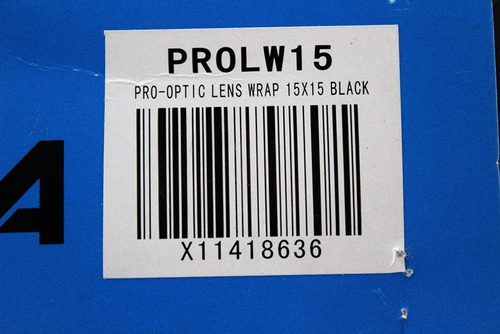 PROLW15
PRO-OPTIC LENS WRAP 15X15 BLACK
X11418636
A